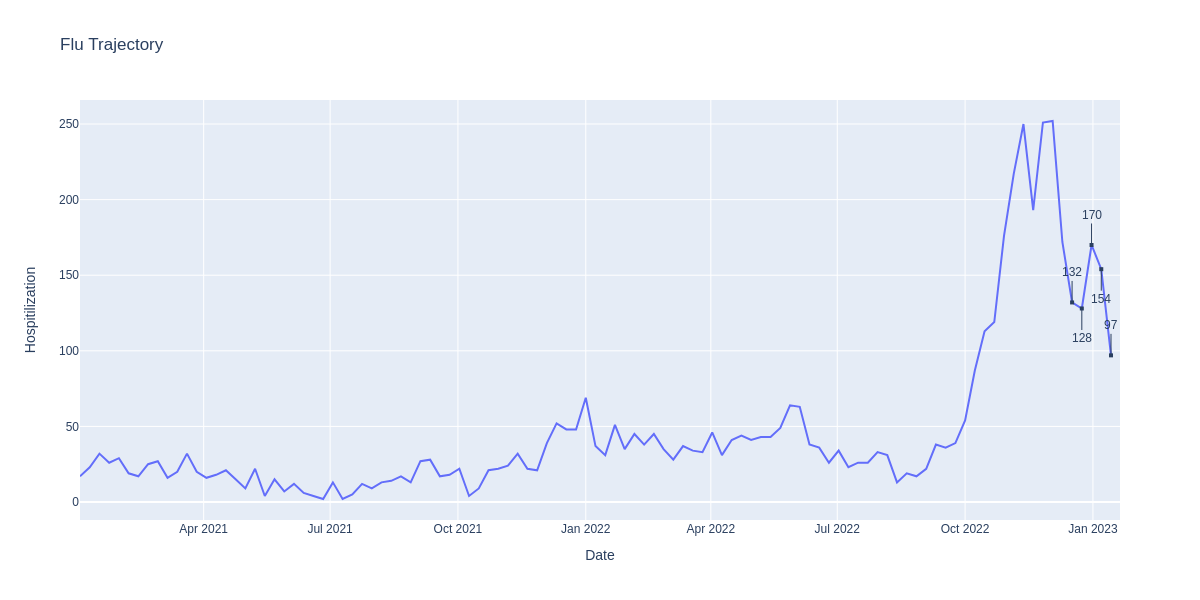 Flu Trajectory
250
200
150
100
50
0
Hospitilization
170
132
154
97
128
Apr 2021
Jul 2021
Oct 2021
Jan 2022
Apr 2022
Jul 2022
Oct 2022
Jan 2023
Date